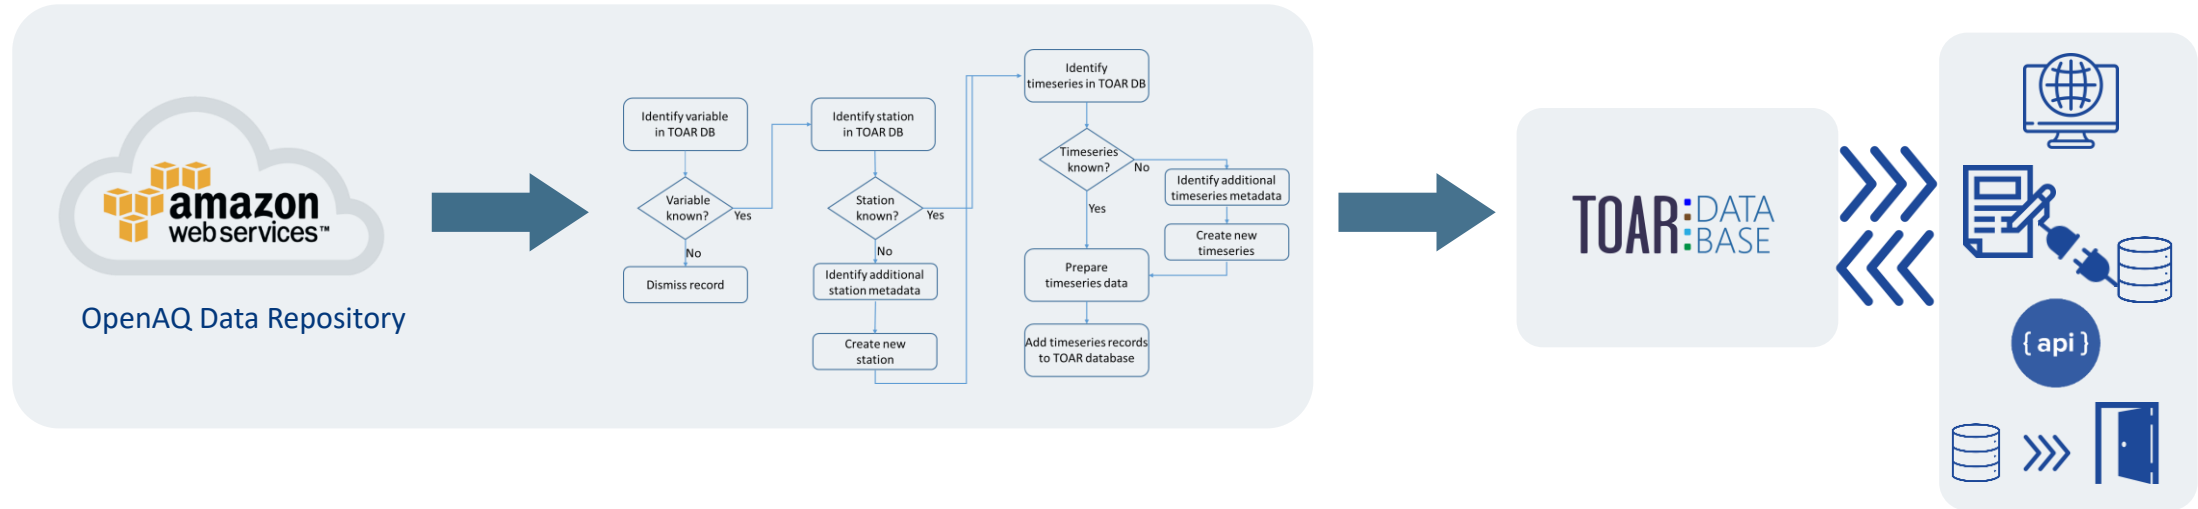 amazon
web services™
OpenAQ Data Repository
Identify variable
in TOAR DB
Variable
known?
Yes
No
Dismiss record
Identify station
in TOAR DB
Station
known?
Yes
No
Identify additional
station metadata
Create new
station
Identify
timeseries in TOAR DB
Timeseries
known?
No
Yes
Identify additional
timeseries metadata
Create new
timeseries
Prepare
timeseries data
Add timeseries records
to TOAR database
TOAR DATA
BASE
{ api }